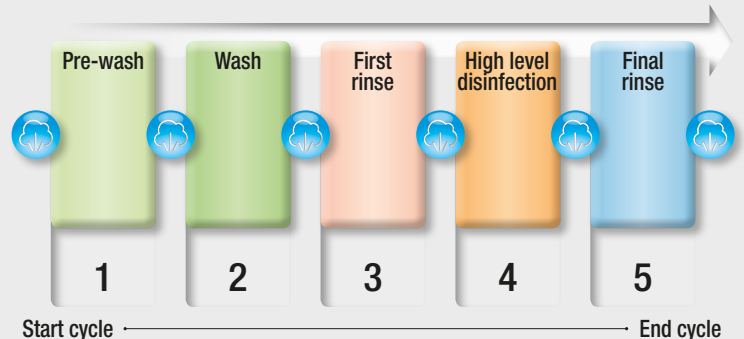 Pre-wash
Wash
First
rinse
High level
disinfection
Final
rinse
1
2
3
4
5
Start cycle
End cycle